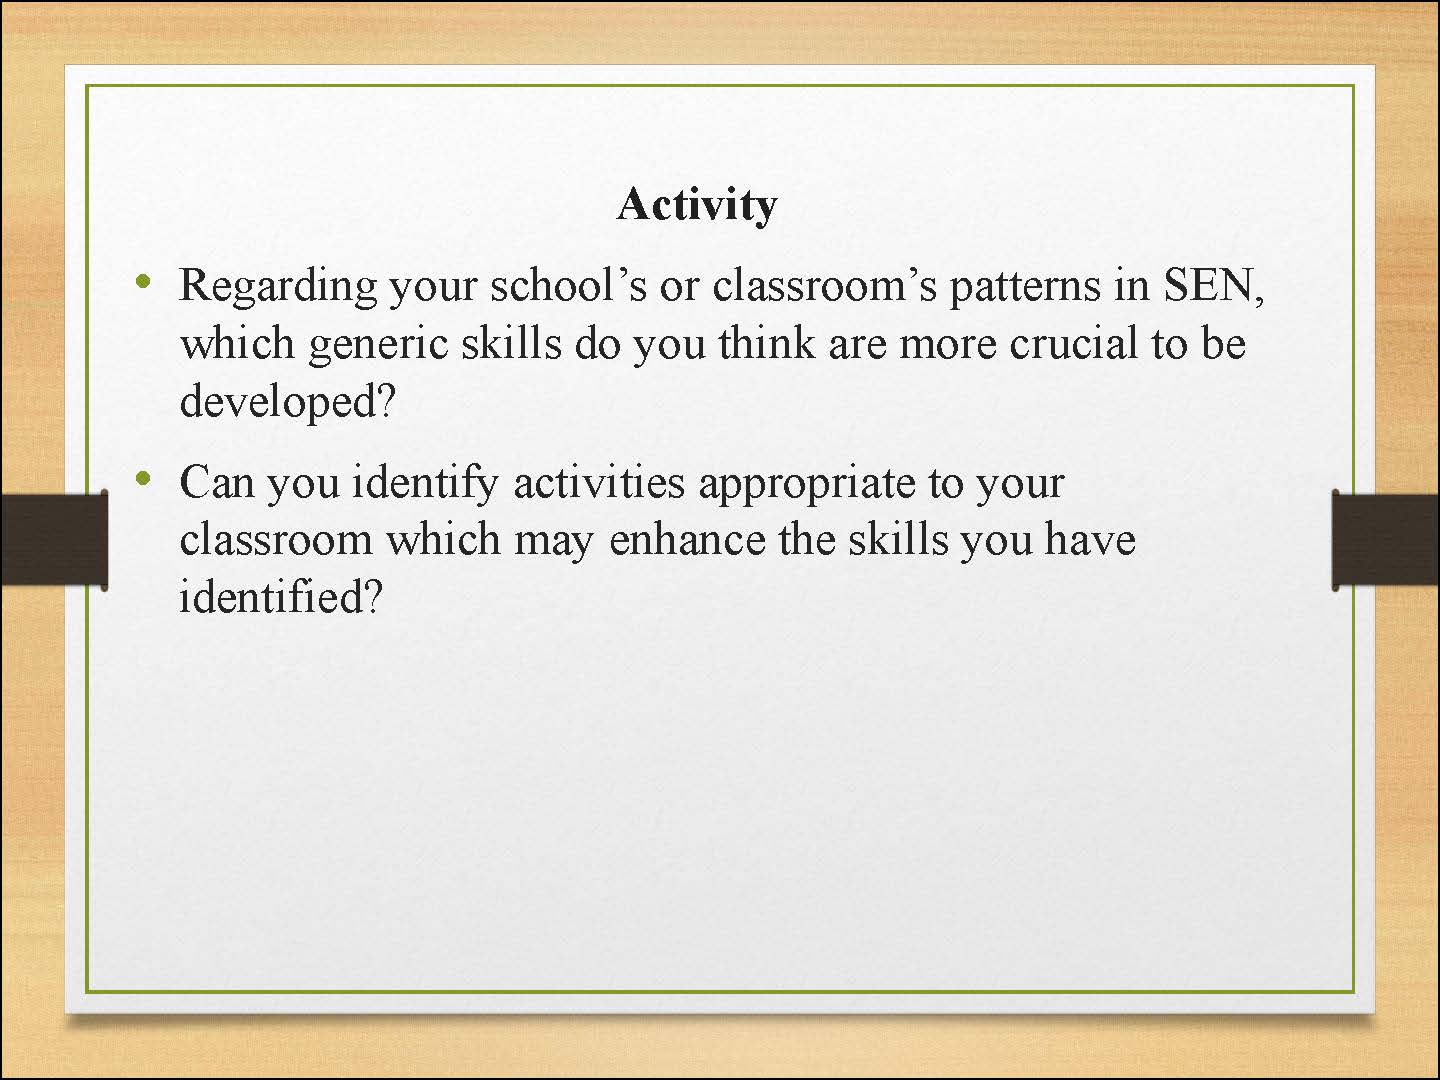 Activity
• Regarding your school’s or classroom’s patterns in SEN,
which generic skills do you think are more crucial to be
developed?
• Can you identify activities appropriate to your
classroom which may enhance the skills you have
identified?